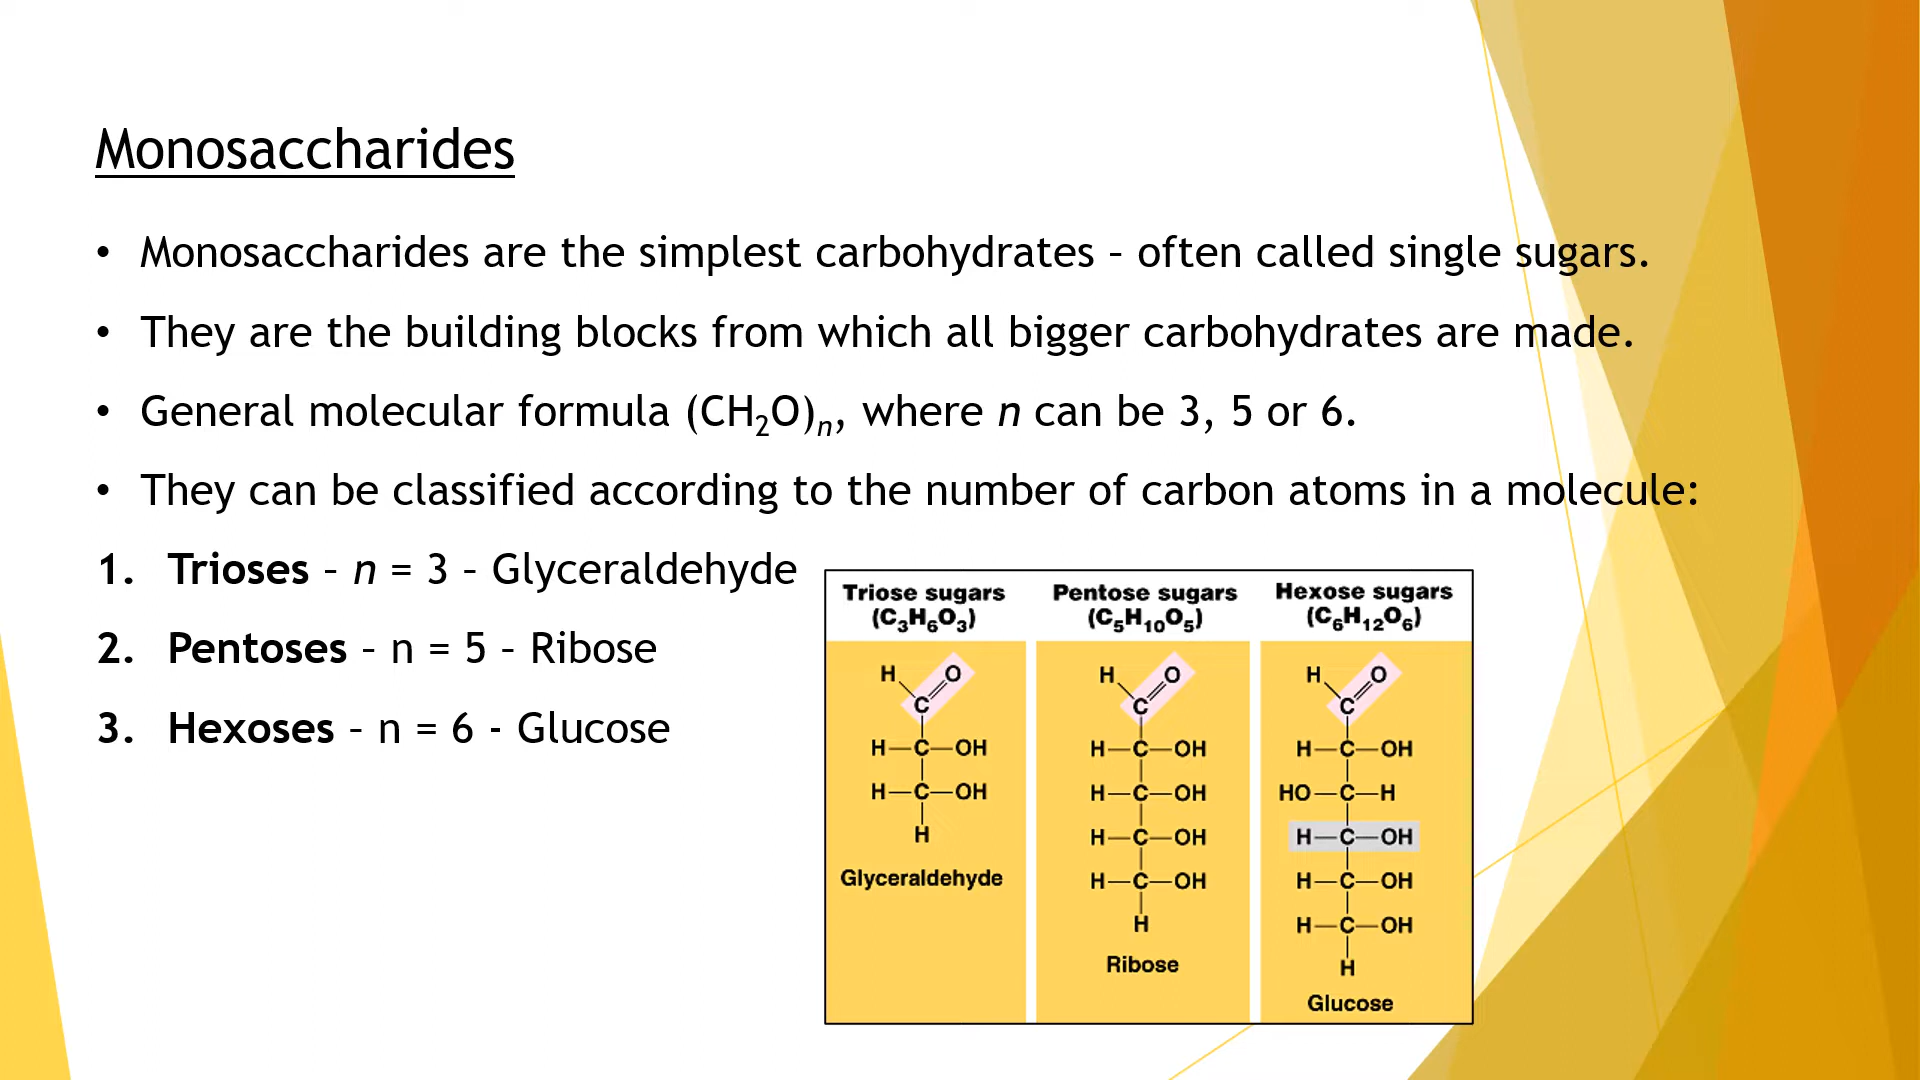 Monosaccharides
• Monosaccharides are the simplest carbohydrates – often called single sugars.
• They are the building blocks from which all bigger carbohydrates are made.
• General molecular formula (CH₂O)ₙ, where n can be 3, 5 or 6.
• They can be classified according to the number of carbon atoms in a molecule:
1. Trioses – n = 3 – Glyceraldehyde
2. Pentoses – n = 5 – Ribose
3. Hexoses – n = 6 - Glucose
Triose sugars
(C₃H₆O₃)
H O
C
H—C—OH
H—C—OH
H
Glyceraldehyde
Pentose sugars
(C₅H₁₀O₅)
H O
C
H—C—OH
H—C—OH
H—C—OH
H—C—OH
H
Ribose
Hexose sugars
(C₆H₁₂O₆)
H O
C
H—C—OH
HO—C—H
H—C—OH
H—C—OH
H—C—OH
H
Glucose